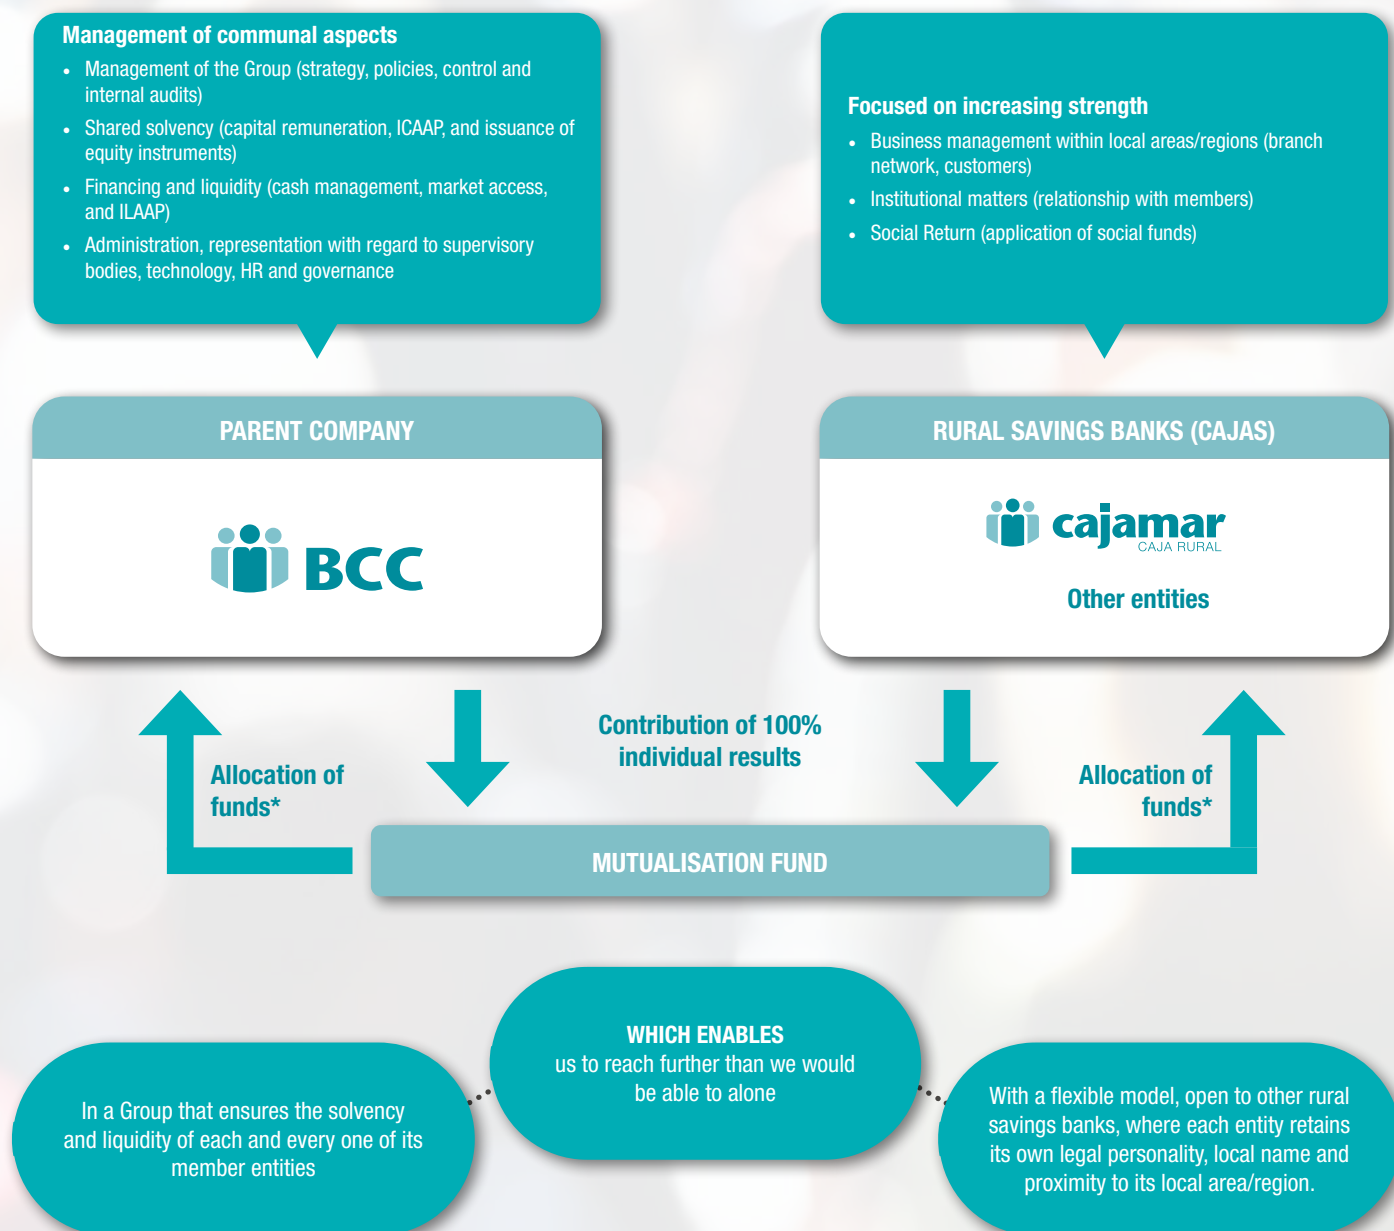 Management of communal aspects
• Management of the Group (strategy, policies, control and
internal audits)
• Shared solvency (capital remuneration, ICAAP, and issuance of
equity instruments)
• Financing and liquidity (cash management, market access,
and ILAAP)
• Administration, representation with regard to supervisory
bodies, technology, HR and governance
Focused on increasing strength
• Business management within local areas/regions (branch
network, customers)
• Institutional matters (relationship with members)
• Social Return (application of social funds)
PARENT COMPANY
BCC
RURAL SAVINGS BANKS (CAJAS)
cajamar
CAJA RURAL
Other entities
Allocation of
funds*
Contribution of 100%
individual results
Allocation of
funds*
MUTUALISATION FUND
In a Group that ensures the solvency
and liquidity of each and every one of its
member entities
WHICH ENABLES
us to reach further than we would
be able to alone
With a flexible model, open to other rural
savings banks, where each entity retains
its own legal personality, local name and
proximity to its local area/region.